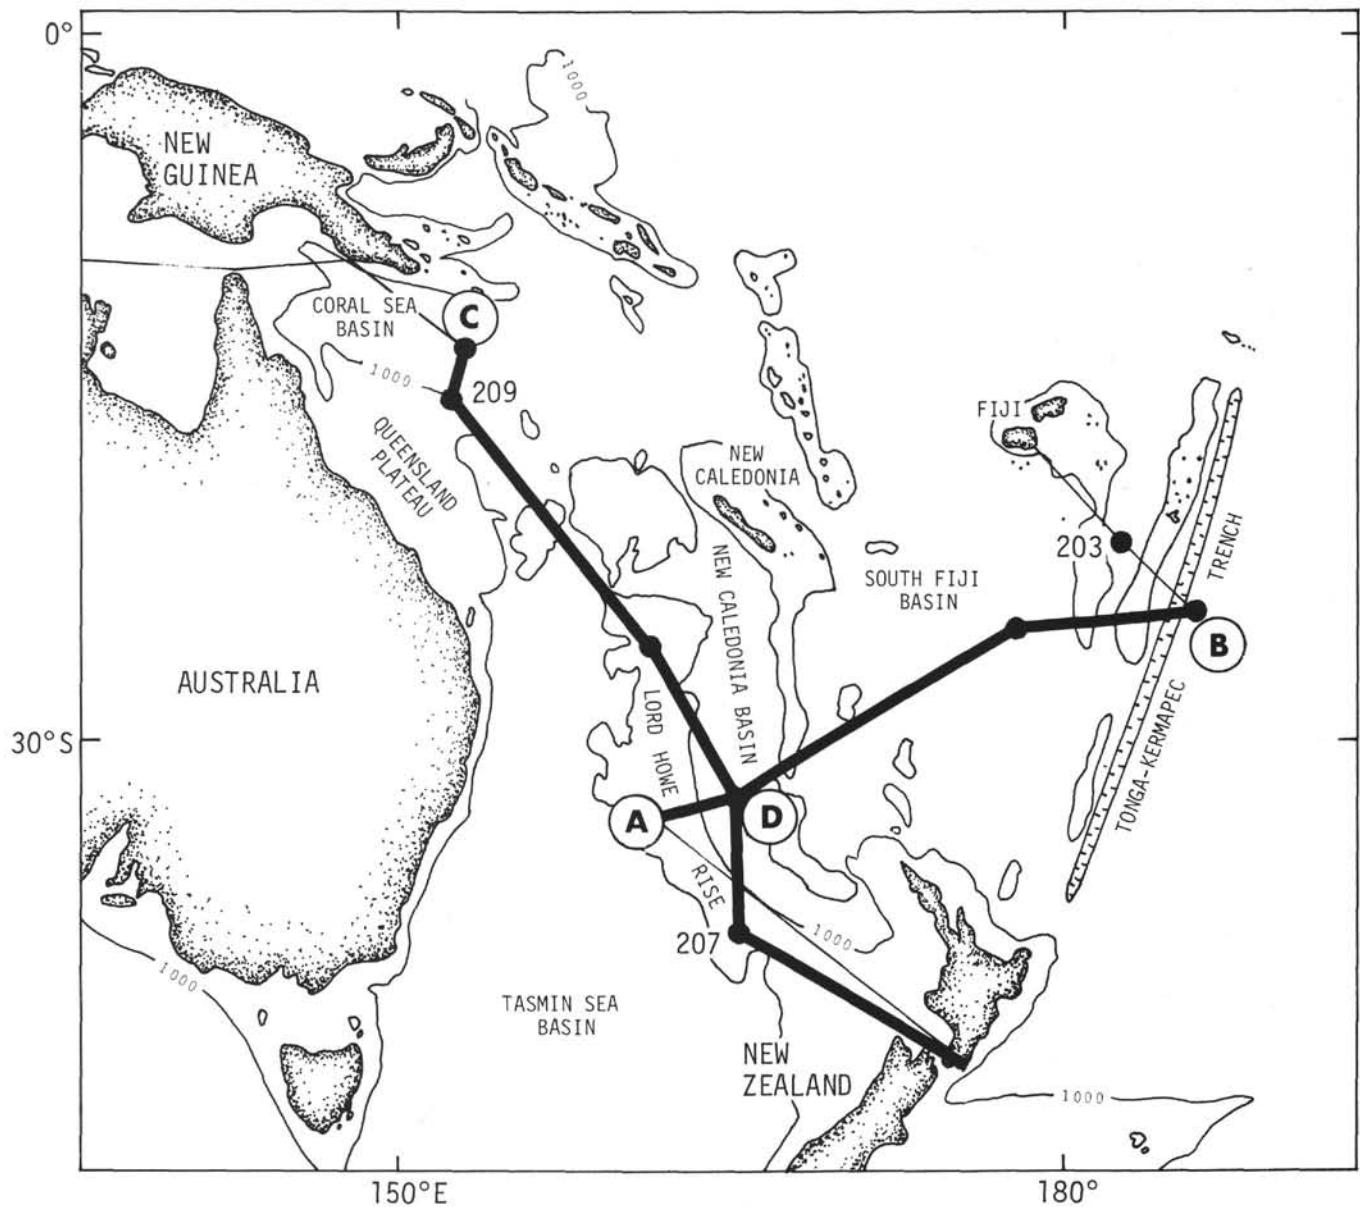 0°
1000
NEW
GUINEA
CORAL SEA
BASIN
C
1000
209
QUEENSLAND
PLATEAU
FIJI
NEW
CALEDONIA
203
TRENCH
NEW CALEDONIA BASIN
SOUTH FIJI
BASIN
B
AUSTRALIA
LORD HOWE
30°S
TONGA-KERMAPEC
A
D
RISE
207
1000
1000
TASMIN SEA
BASIN
NEW
ZEALAND
1000
150°E
180°